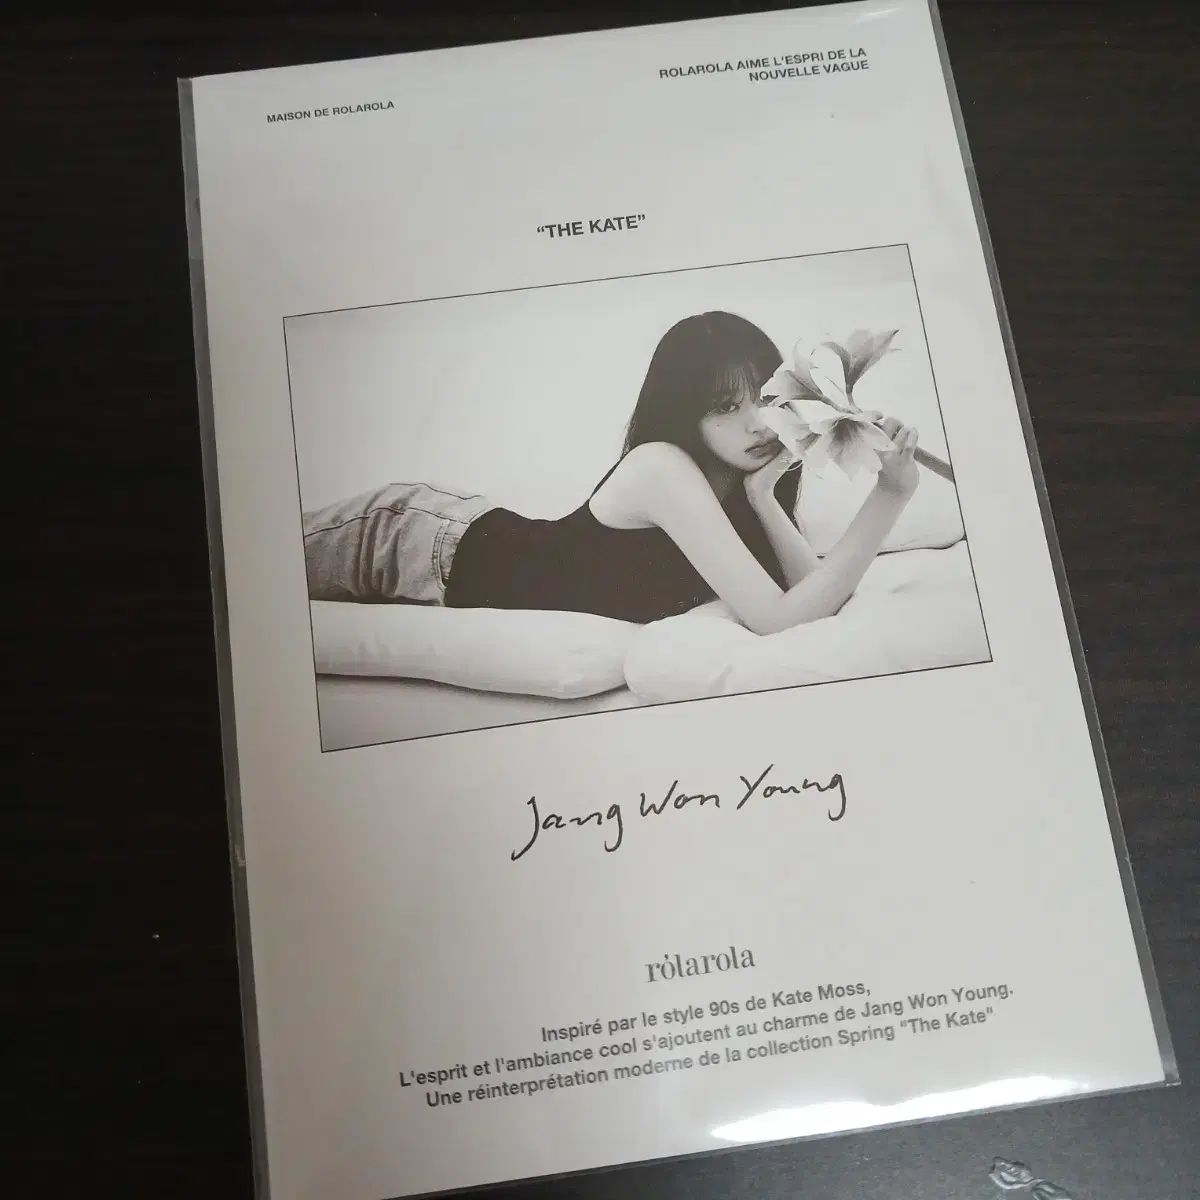 MAISON DE ROLAROLA
ROLAROLA AIME L'ESPRI DE LA
NOUVELLE VAGUE
“THE KATE”
Jang Won Young
rolarola
Inspiré par le style 90s de Kate Moss,
L'esprit et l'ambiance cool s'ajoutent au charme de Jang Won Young.
Une réinterprétation moderne de la collection Spring "The Kate"